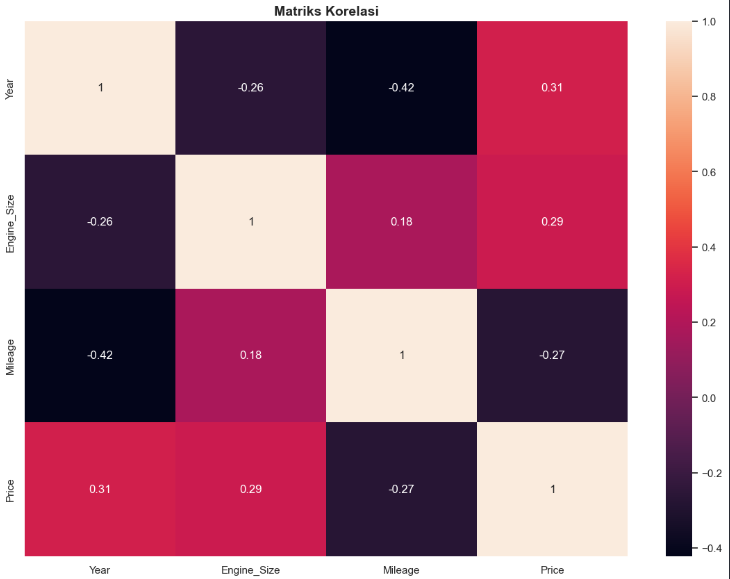 Matriks Korelasi
Year 1 -0.26 -0.42 0.31
Engine_Size -0.26 1 0.18 0.29
Mileage -0.42 0.18 1 -0.27
Price 0.31 0.29 -0.27 1
Year Engine_Size Mileage Price
1.0
0.8
0.6
0.4
0.2
0.0
−0.2
−0.4